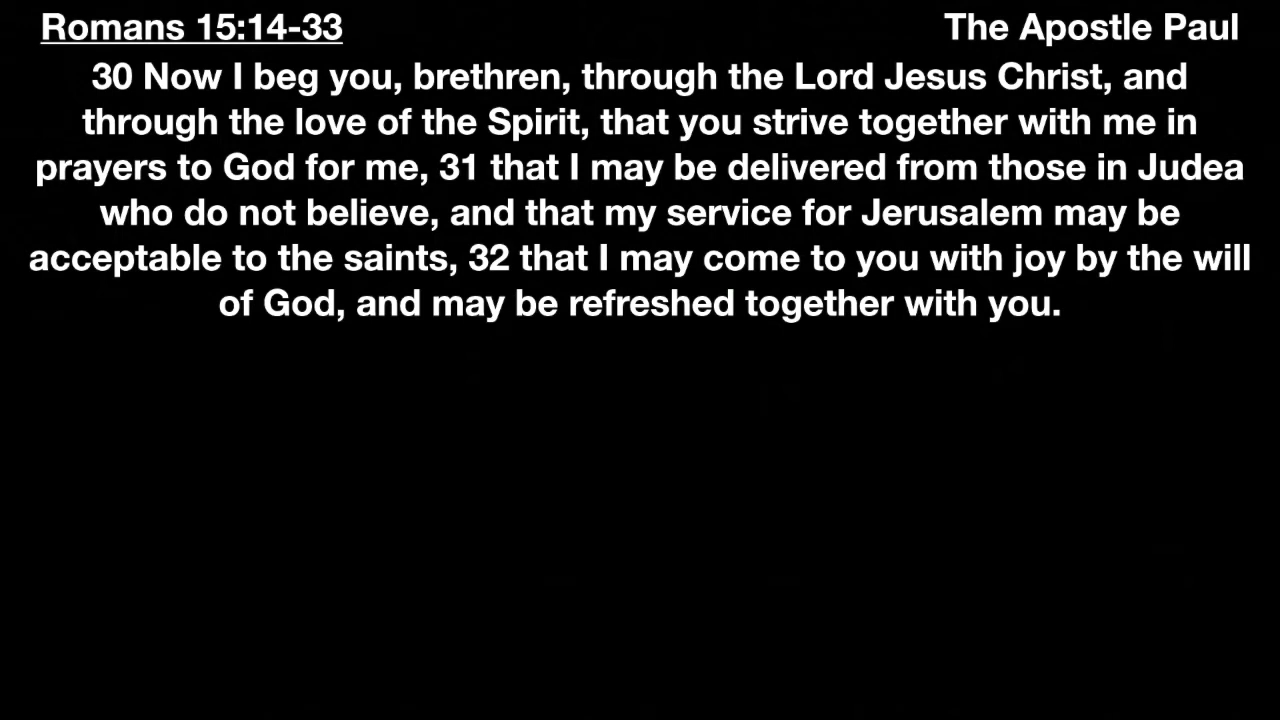 Romans 15:14-33 The Apostle Paul
30 Now I beg you, brethren, through the Lord Jesus Christ, and
through the love of the Spirit, that you strive together with me in
prayers to God for me, 31 that I may be delivered from those in Judea
who do not believe, and that my service for Jerusalem may be
acceptable to the saints, 32 that I may come to you with joy by the will
of God, and may be refreshed together with you.